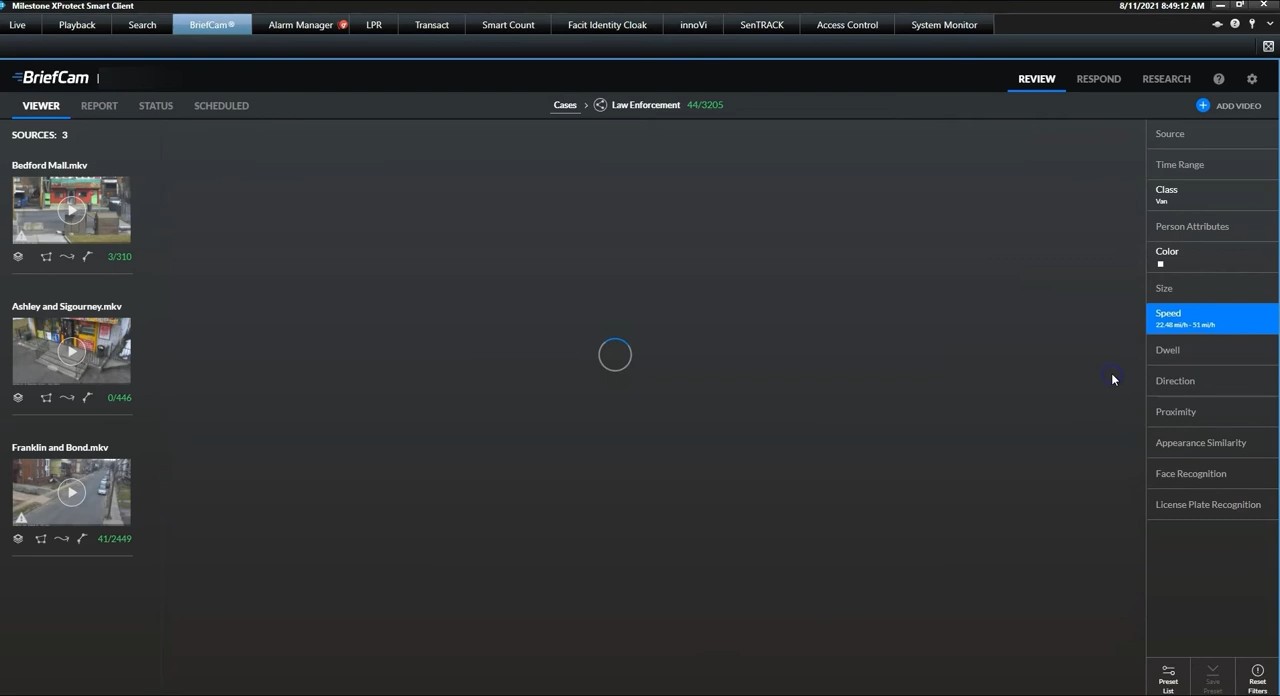 Milestone XProtect Smart Client
8/11/2021 8:49:12 AM
Live Playback Search BriefCam® Alarm Manager LPR Transact Smart Count Facit Identity Cloak innoVi SenTRACK Access Control System Monitor
BriefCam |
REVIEW RESPOND RESEARCH
VIEWER REPORT STATUS SCHEDULED
Cases > Law Enforcement 44/3205
+ ADD VIDEO
SOURCES: 3
Bedford Mall.mkv
3/310
Ashley and Sigourney.mkv
0/446
Franklin and Bond.mkv
41/2449
Source
Time Range
Class
Van
Person Attributes
Color
Size
Speed
22.48 mi/h - 51 mi/h
Dwell
Direction
Proximity
Appearance Similarity
Face Recognition
License Plate Recognition
Preset
List
Save
Preset
Reset
Filters